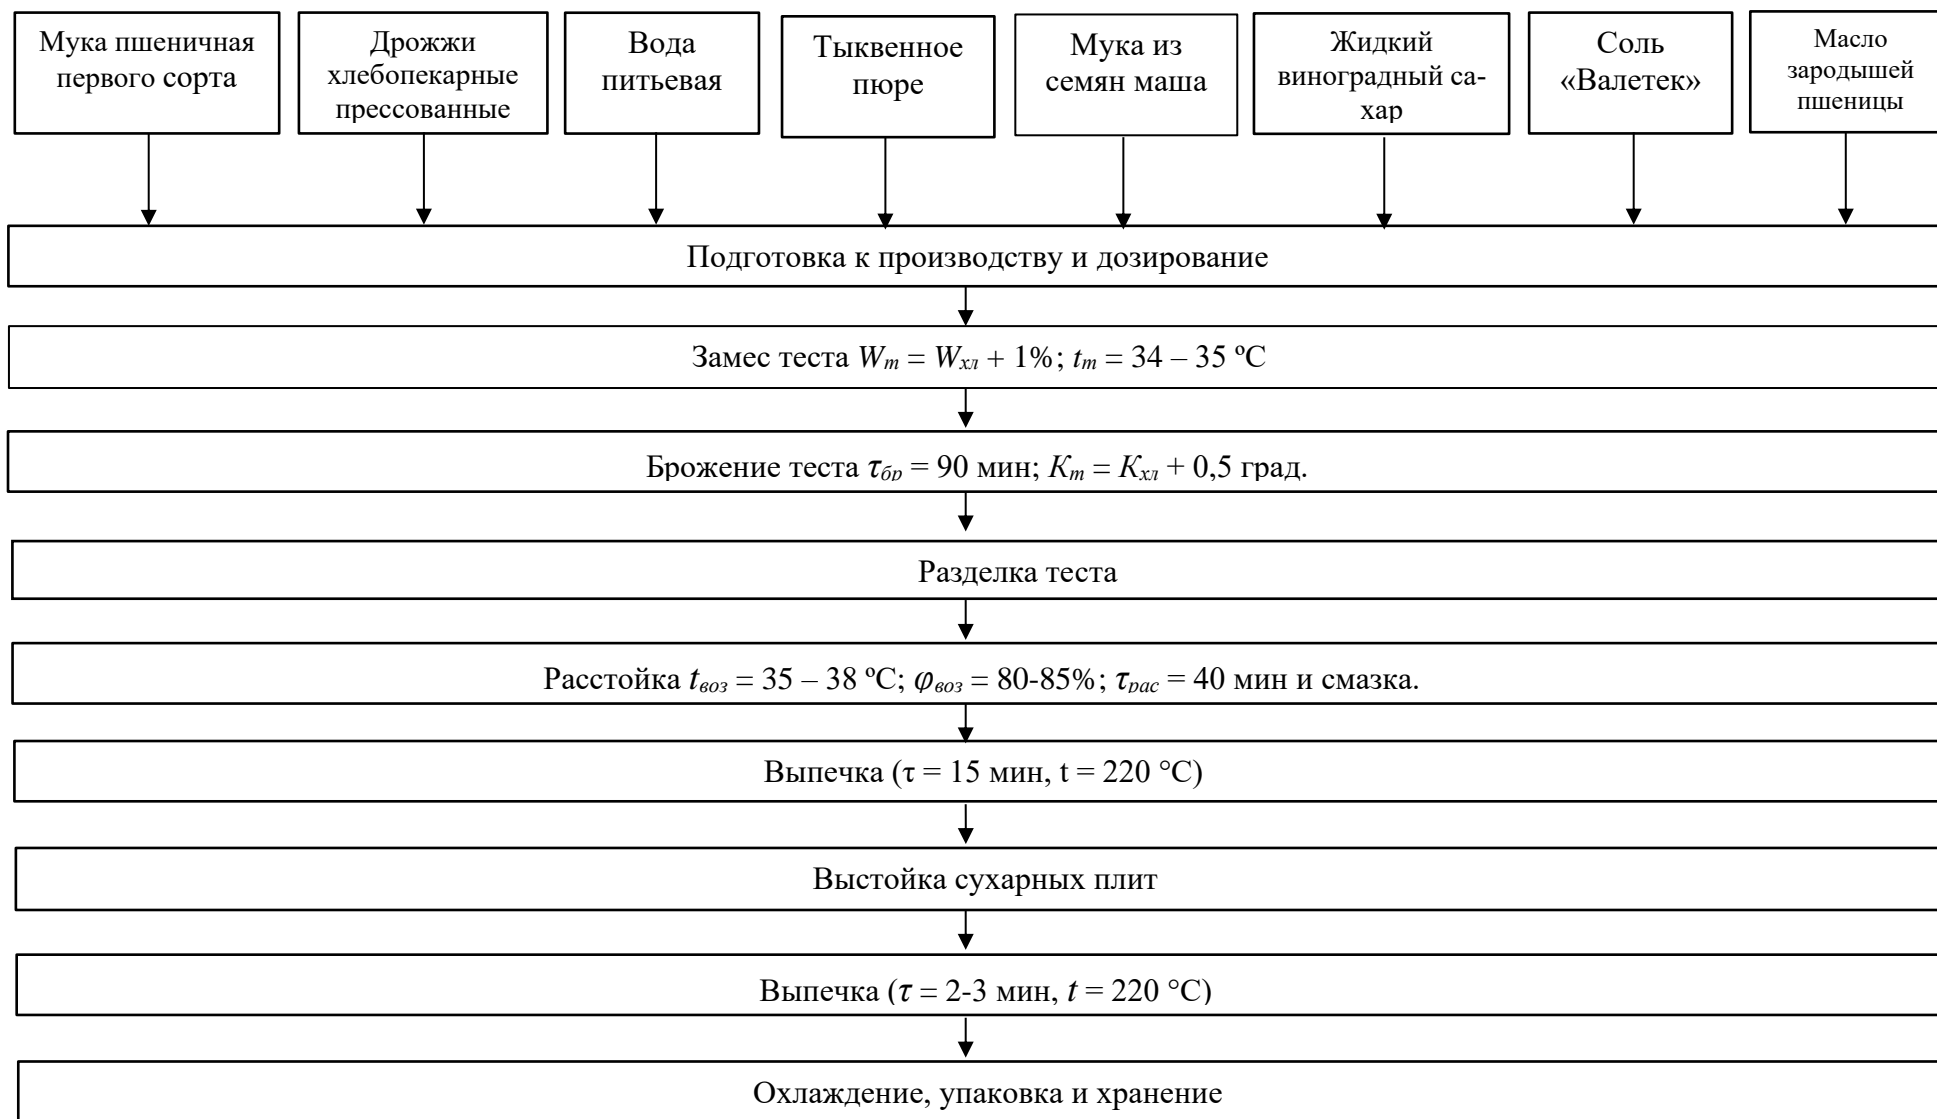 Мука пшеничная
первого сорта
Дрожжи
хлебопекарные
прессованные
Вода
питьевая
Тыквенное
пюре
Мука из
семян маша
Жидкий
виноградный са-
хар
Соль
«Валетек»
Масло
зародышей
пшеницы
Подготовка к производству и дозирование
Замес теста Wт = Wхл + 1%; tт = 34 – 35 ºС
Брожение теста τбр = 90 мин; Kт = Kхл + 0,5 град.
Разделка теста
Расстойка tвоз = 35 – 38 ºС; φвоз = 80-85%; τрас = 40 мин и смазка.
Выпечка (τ = 15 мин, t = 220 °С)
Выстойка сухарных плит
Выпечка (τ = 2-3 мин, t = 220 °С)
Охлаждение, упаковка и хранение